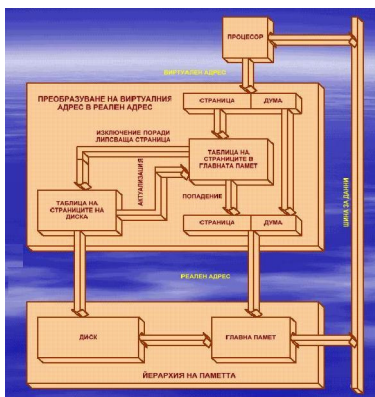 ПРОЦЕСОР
ВИРТУАЛЕН АДРЕС
ПРЕОБРАЗУВАНЕ НА ВИРТУАЛНИЯ
АДРЕС В РЕАЛЕН АДРЕС
СТРАНИЦА
ДУМА
ИЗКЛЮЧЕНИЕ ПОРАДИ
ЛИПСВАЩА СТРАНИЦА
ТАБЛИЦА НА
СТРАНИЦИТЕ В
ГЛАВНАТА ПАМЕТ
АКТУАЛИЗАЦИЯ
ПОПАДЕНИЕ
ТАБЛИЦА НА
СТРАНИЦИТЕ НА
ДИСКА
СТРАНИЦА
ДУМА
ШИНА ЗА ДАННИ
РЕАЛЕН АДРЕС
ДИСК
ГЛАВНА ПАМЕТ
ЙЕРАРХИЯ НА ПАМЕТТА